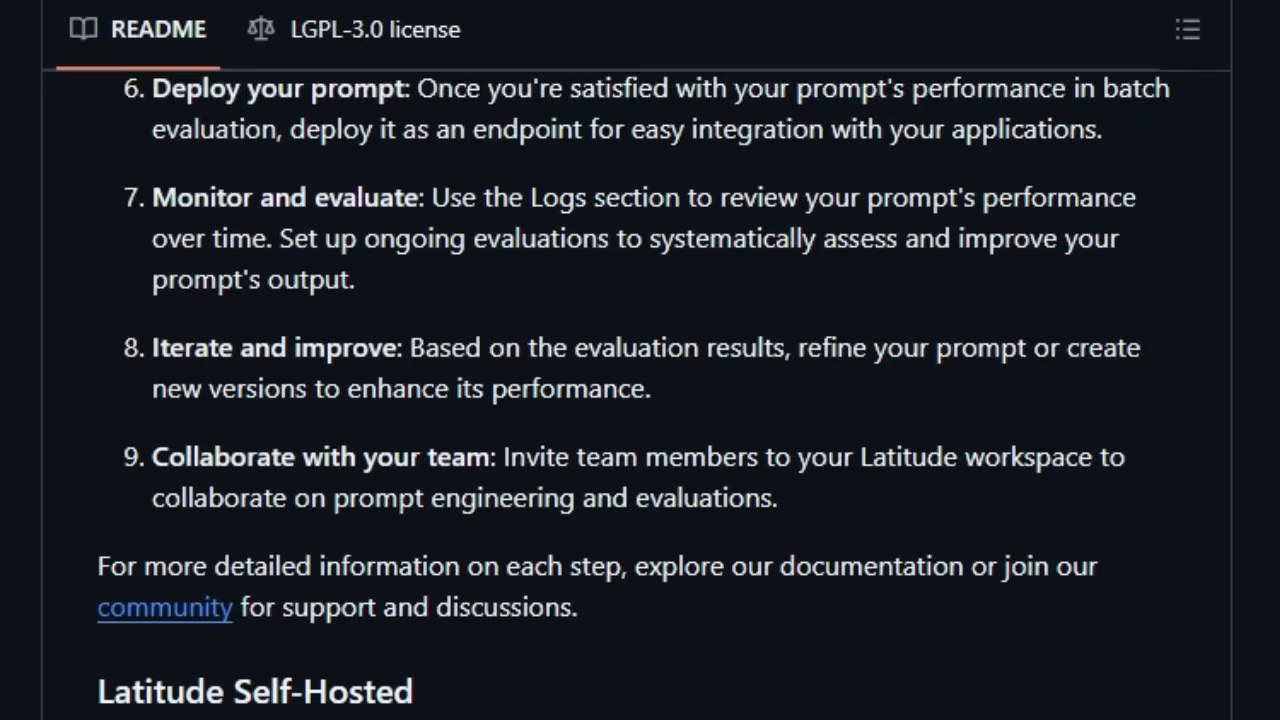 README
LGPL-3.0 license
6. Deploy your prompt: Once you're satisfied with your prompt's performance in batch
evaluation, deploy it as an endpoint for easy integration with your applications.
7. Monitor and evaluate: Use the Logs section to review your prompt's performance
over time. Set up ongoing evaluations to systematically assess and improve your
prompt's output.
8. Iterate and improve: Based on the evaluation results, refine your prompt or create
new versions to enhance its performance.
9. Collaborate with your team: Invite team members to your Latitude workspace to
collaborate on prompt engineering and evaluations.
For more detailed information on each step, explore our documentation or join our
community for support and discussions.
Latitude Self-Hosted